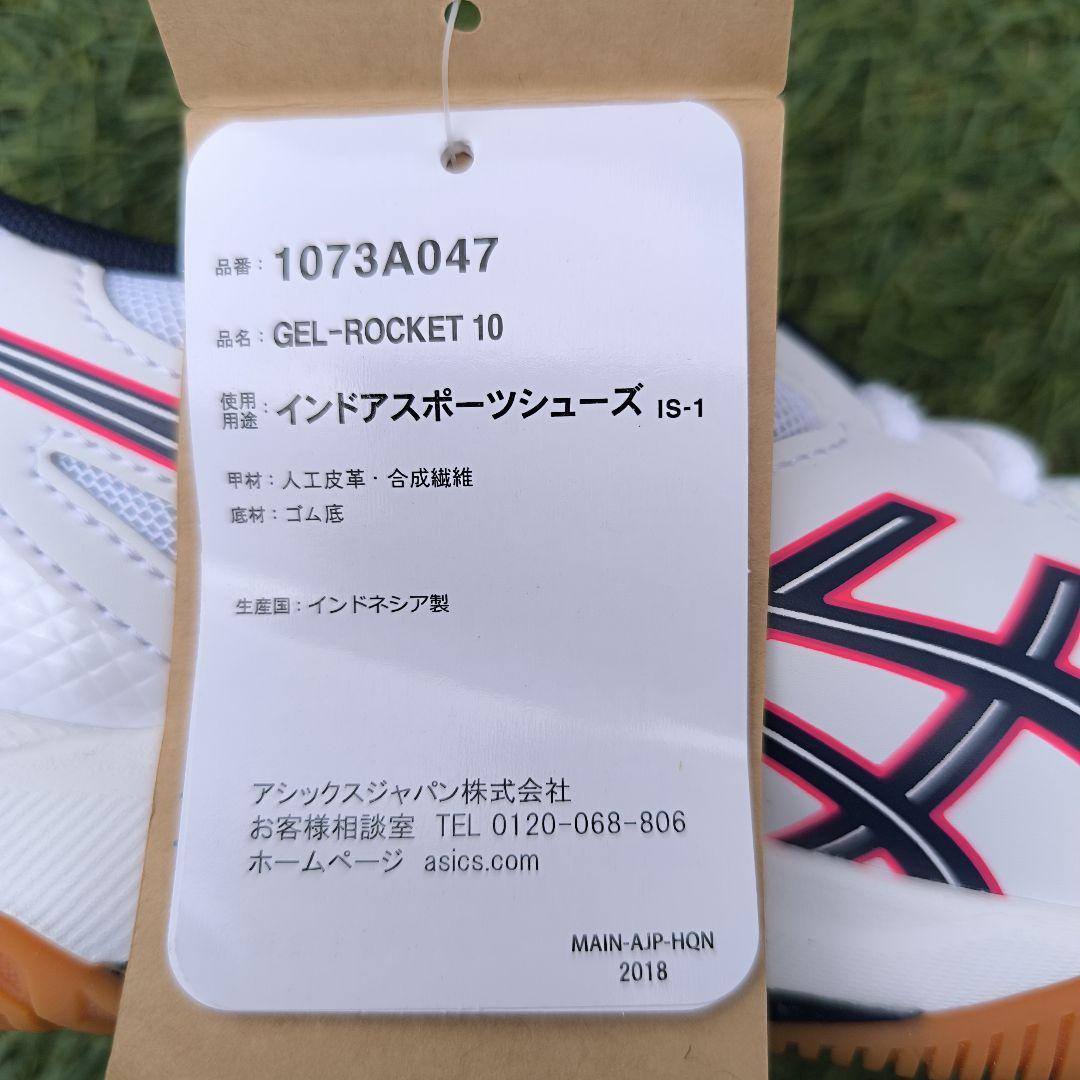 品番：1073A047
品名：GEL-ROCKET 10
使用用途：インドアスポーツシューズ IS-1
甲材：人工皮革・合成繊維
底材：ゴム底
生産国：インドネシア製
アシックスジャパン株式会社
お客様相談室 TEL 0120-068-806
ホームページ asics.com
MAIN-AJP-HQN
2018